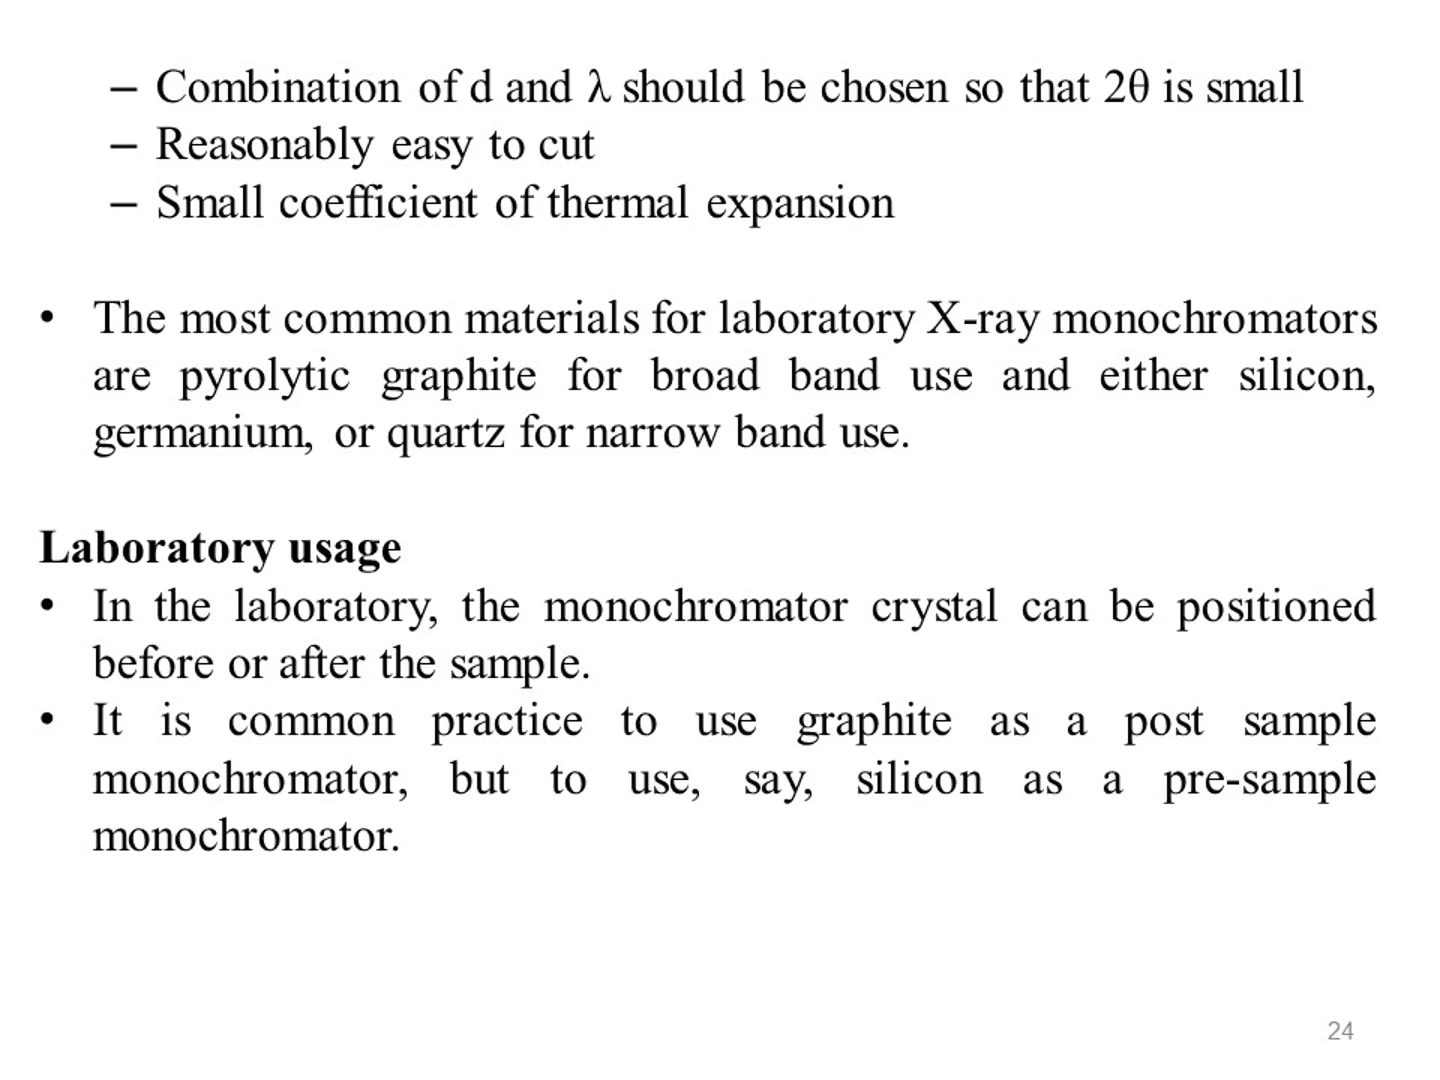 – Combination of d and λ should be chosen so that 2θ is small
– Reasonably easy to cut
– Small coefficient of thermal expansion
• The most common materials for laboratory X-ray monochromators
are pyrolytic graphite for broad band use and either silicon,
germanium, or quartz for narrow band use.
Laboratory usage
• In the laboratory, the monochromator crystal can be positioned
before or after the sample.
• It is common practice to use graphite as a post sample
monochromator, but to use, say, silicon as a pre-sample
monochromator.
24